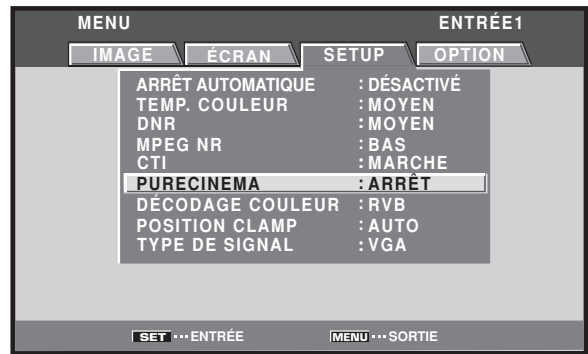 MENU ENTRÉE1
IMAGE ÉCRAN SETUP OPTION
ARRÊT AUTOMATIQUE : DÉSACTIVÉ
TEMP. COULEUR : MOYEN
DNR : MOYEN
MPEG NR : BAS
CTI : MARCHE
PURECINEMA : ARRÊT
DÉCODAGE COULEUR : RVB
POSITION CLAMP : AUTO
TYPE DE SIGNAL : VGA
SET ··· ENTRÉE MENU ··· SORTIE